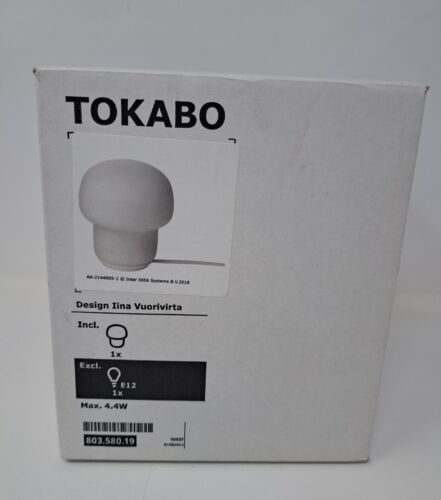 TOKABO
AA-2144005-1 © Inter IKEA Systems B.V.2018
Design Iina Vuorivirta
Incl.
1x
Excl.
E12
1x
Max. 4.4W
803.580.19